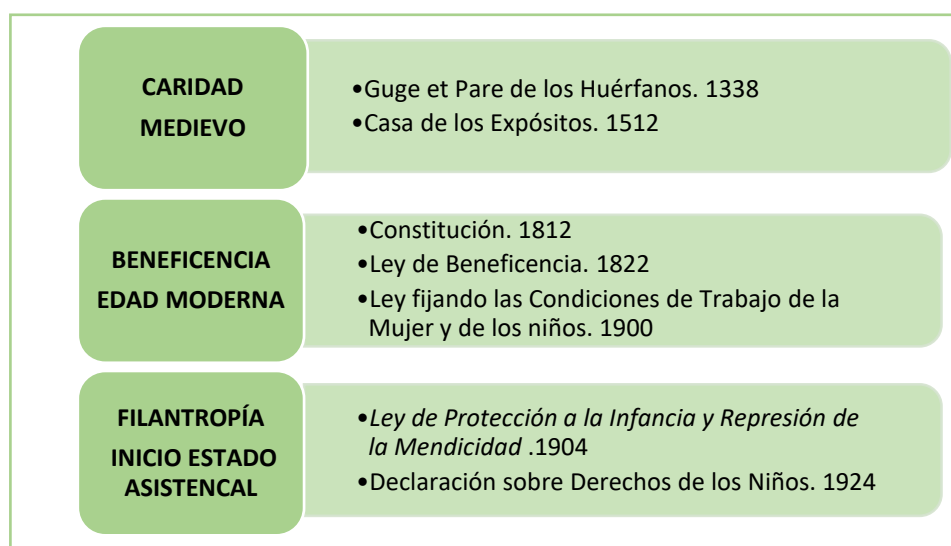 CARIDAD
MEDIEVO
•Guge et Pare de los Huérfanos. 1338
•Casa de los Expósitos. 1512
BENEFICENCIA
EDAD MODERNA
•Constitución. 1812
•Ley de Beneficencia. 1822
•Ley fijando las Condiciones de Trabajo de la
Mujer y de los niños. 1900
FILANTROPÍA
INICIO ESTADO
ASISTENCAL
•Ley de Protección a la Infancia y Represión de
la Mendicidad .1904
•Declaración sobre Derechos de los Niños. 1924